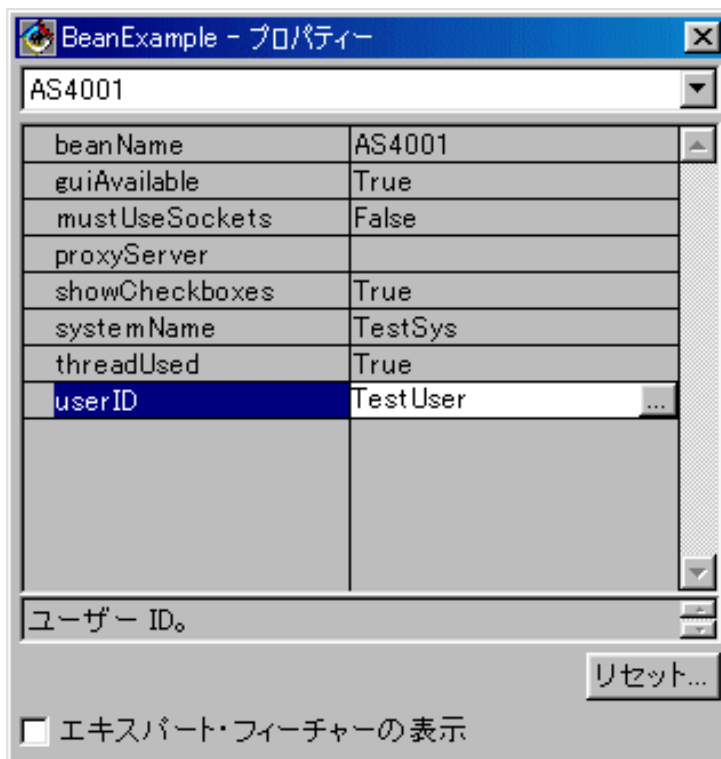 BeanExample - プロパティー
AS4001
beanName AS4001
guiAvailable True
mustUseSockets False
proxyServer
showCheckboxes True
systemName TestSys
threadUsed True
userID TestUser ...
ユーザー ID。
リセット...
エキスパート・フィーチャーの表示